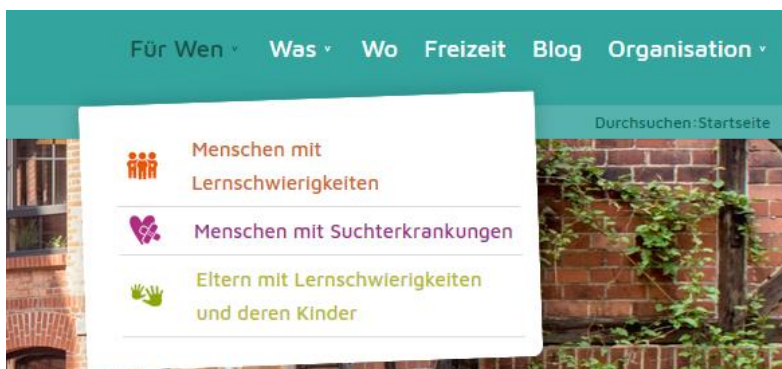 Für Wen Was Wo Freizeit Blog Organisation
Durchsuchen:Startseite
Menschen mit
Lernschwierigkeiten
Menschen mit Suchterkrankungen
Eltern mit Lernschwierigkeiten
und deren Kinder